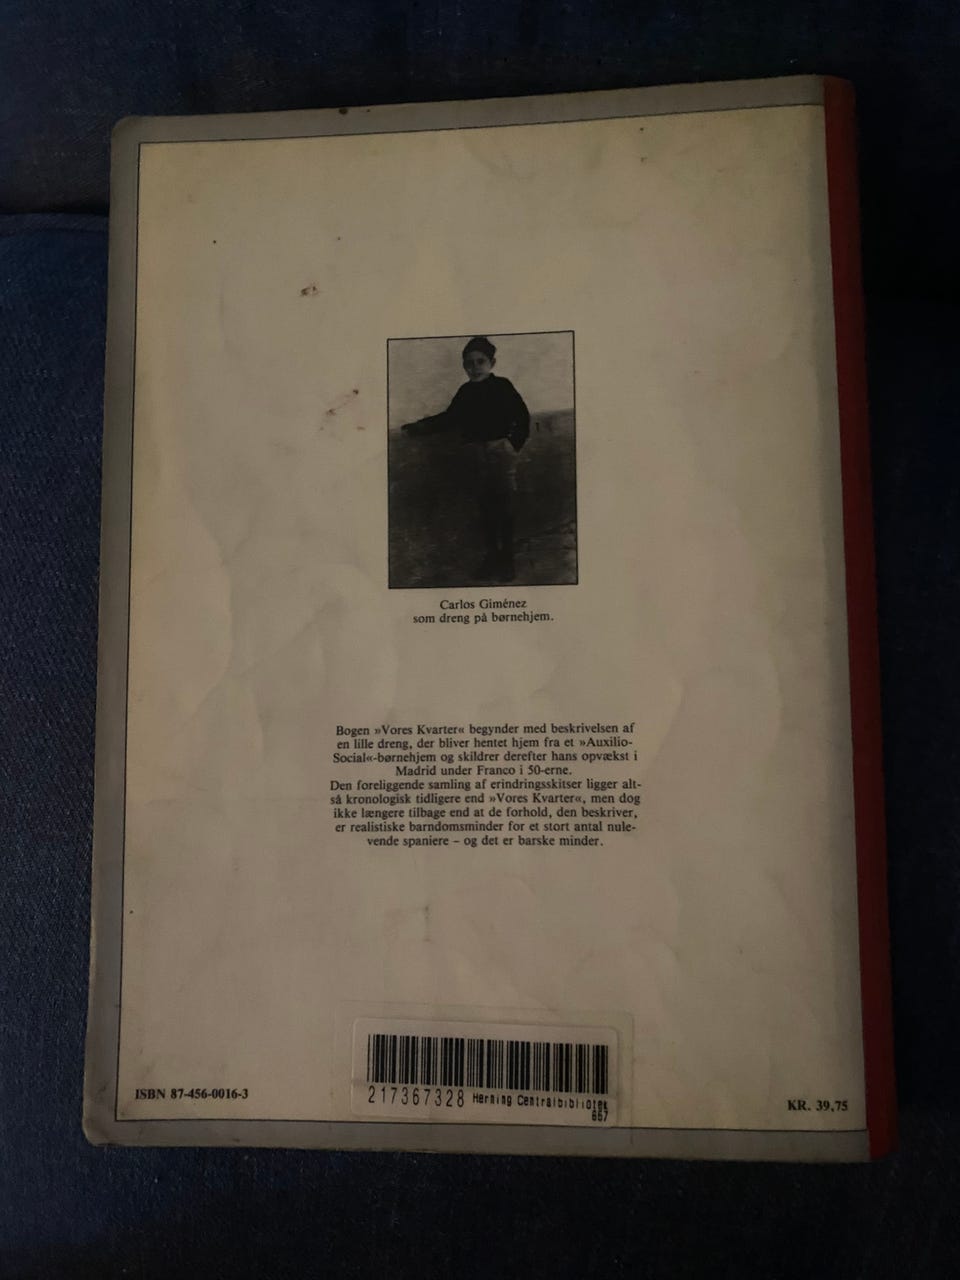 Carlos Giménez
som dreng på børnehjem.
Bogen »Vores Kvarter« begynder med beskrivelsen af
en lille dreng, der bliver hentet hjem fra et »Auxilio-
Social«-børnehjem og skildrer derefter hans opvækst i
Madrid under Franco i 50-erne.
Den foreliggende samling af erindringsskitser ligger alt-
så kronologisk tidligere end »Vores Kvarter«, men dog
ikke længere tilbage end at de forhold, den beskriver,
er realistiske barndomsminder for et stort antal nule-
vende spaniere – og det er barske minder.
ISBN 87-456-0016-3
217367328 Herning Centralbibliotek
657
KR. 39,75